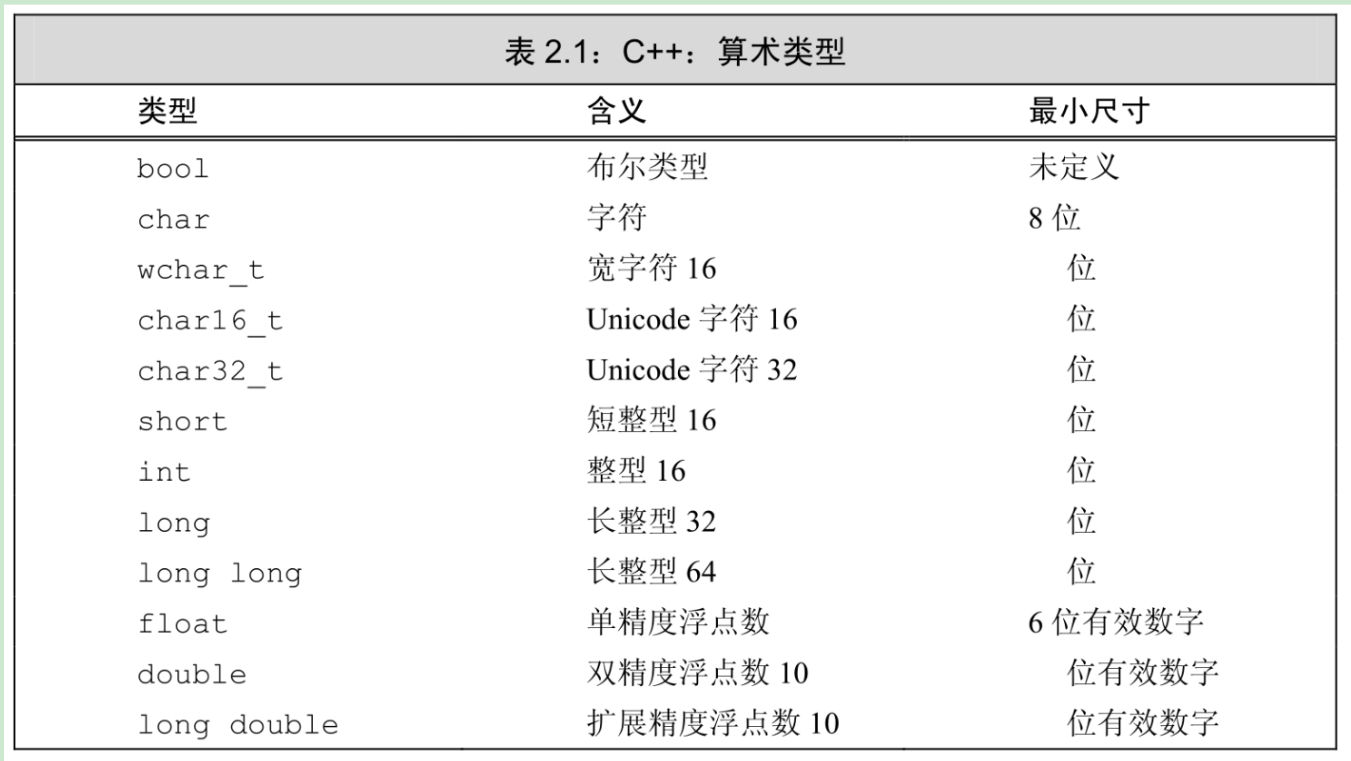 表 2.1：C++：算术类型
类型 含义 最小尺寸
bool 布尔类型 未定义
char 字符 8 位
wchar_t 宽字符 16 位
char16_t Unicode 字符 16 位
char32_t Unicode 字符 32 位
short 短整型 16 位
int 整型 16 位
long 长整型 32 位
long long 长整型 64 位
float 单精度浮点数 6 位有效数字
double 双精度浮点数 10 位有效数字
long double 扩展精度浮点数 10 位有效数字